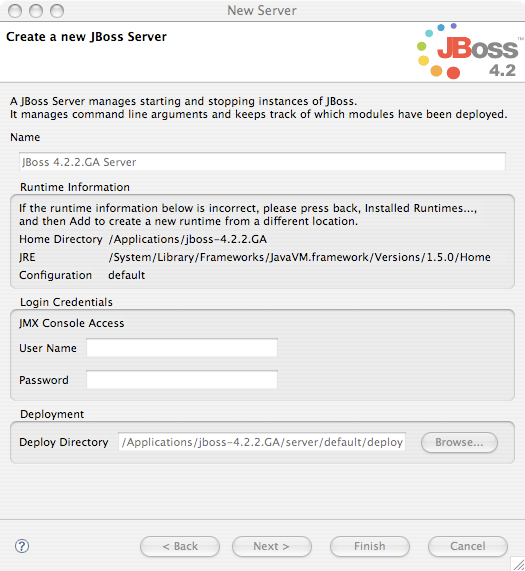 New Server
Create a new JBoss Server
JBoss™
4.2
A JBoss Server manages starting and stopping instances of JBoss.
It manages command line arguments and keeps track of which modules have been deployed.
Name
JBoss 4.2.2.GA Server
Runtime Information
If the runtime information below is incorrect, please press back, Installed Runtimes...,
and then Add to create a new runtime from a different location.
Home Directory /Applications/jboss-4.2.2.GA
JRE /System/Library/Frameworks/JavaVM.framework/Versions/1.5.0/Home
Configuration default
Login Credentials
JMX Console Access
User Name
Password
Deployment
Deploy Directory /Applications/jboss-4.2.2.GA/server/default/deploy Browse...
? < Back Next > Finish Cancel